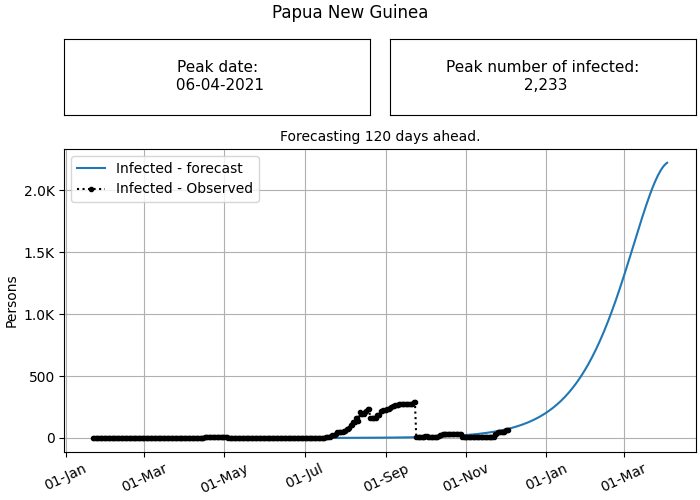 Papua New Guinea
Peak date:
06-04-2021
Peak number of infected:
2,233
Forecasting 120 days ahead.
Infected - forecast
Infected - Observed
2.0K
1.5K
1.0K
500
0
Persons
01-Jan
01-Mar
01-May
01-Jul
01-Sep
01-Nov
01-Jan
01-Mar